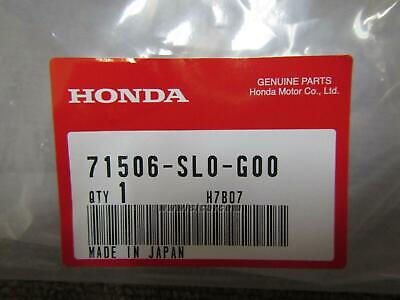 HONDA
GENUINE PARTS
Honda Motor Co., Ltd.
71506-SL0-G00
QTY 1 H7B07
MADE IN JAPAN